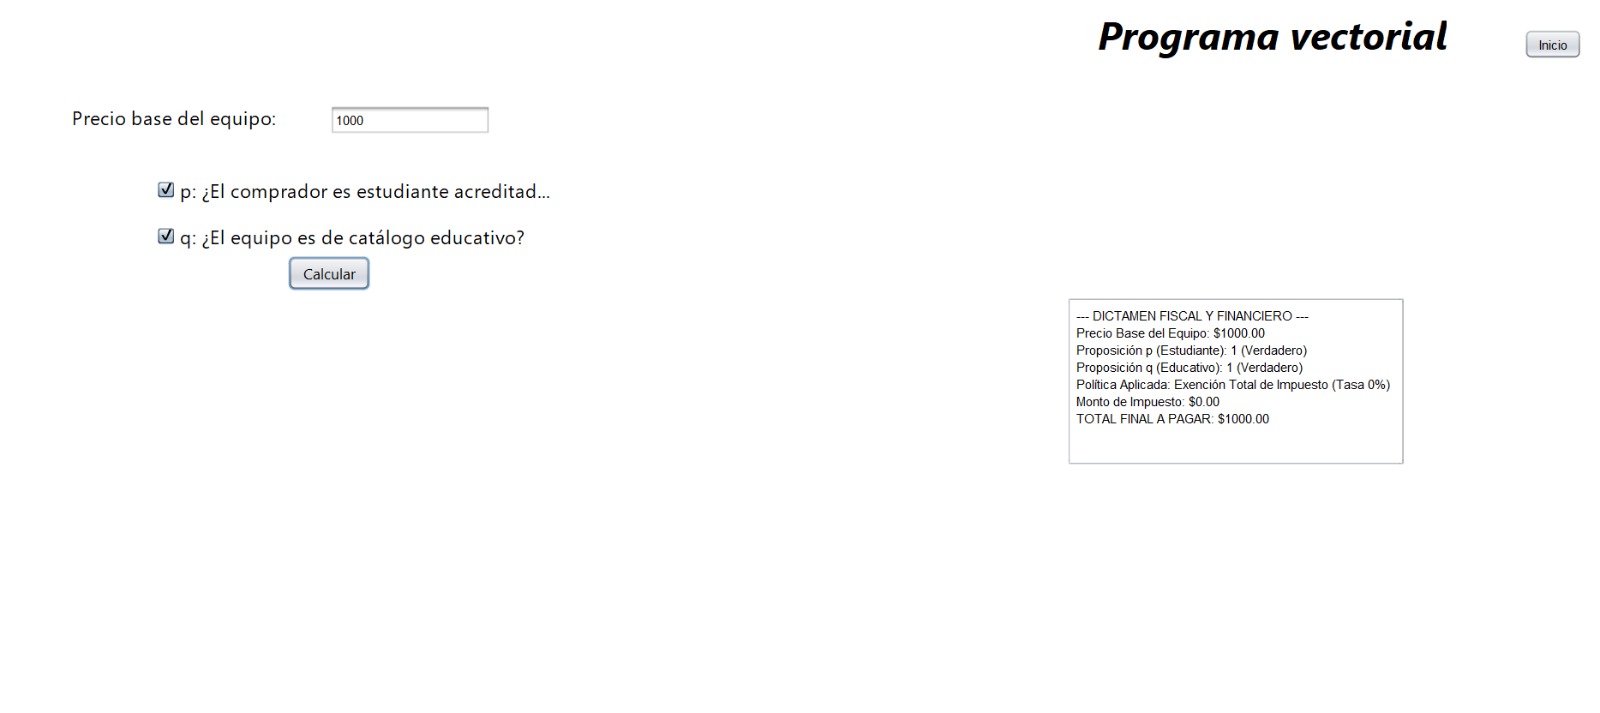 Programa vectorial
Inicio
Precio base del equipo:
1000
p: ¿El comprador es estudiante acreditad...
q: ¿El equipo es de catálogo educativo?
Calcular
--- DICTAMEN FISCAL Y FINANCIERO ---
Precio Base del Equipo: $1000.00
Proposición p (Estudiante): 1 (Verdadero)
Proposición q (Educativo): 1 (Verdadero)
Política Aplicada: Exención Total de Impuesto (Tasa 0%)
Monto de Impuesto: $0.00
TOTAL FINAL A PAGAR: $1000.00